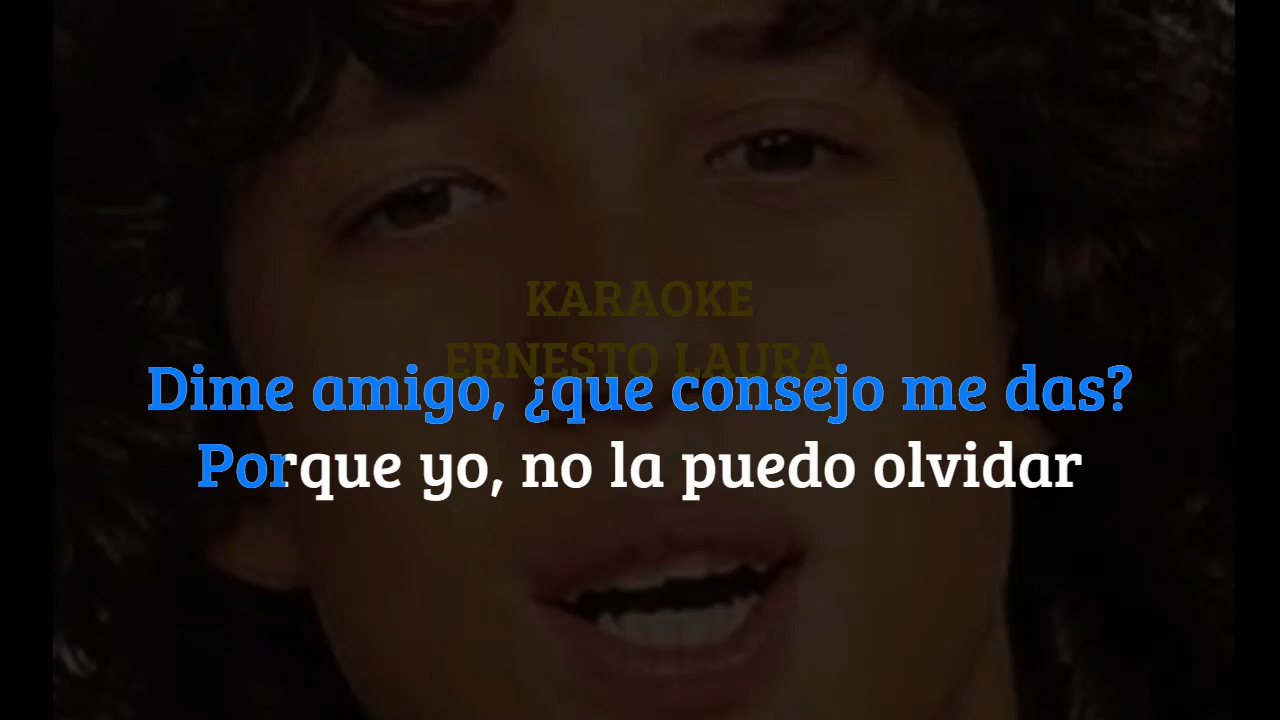 KARAOKE
ERNESTO LAURA
Dime amigo, ¿que consejo me das?
Porque yo, no la puedo olvidar